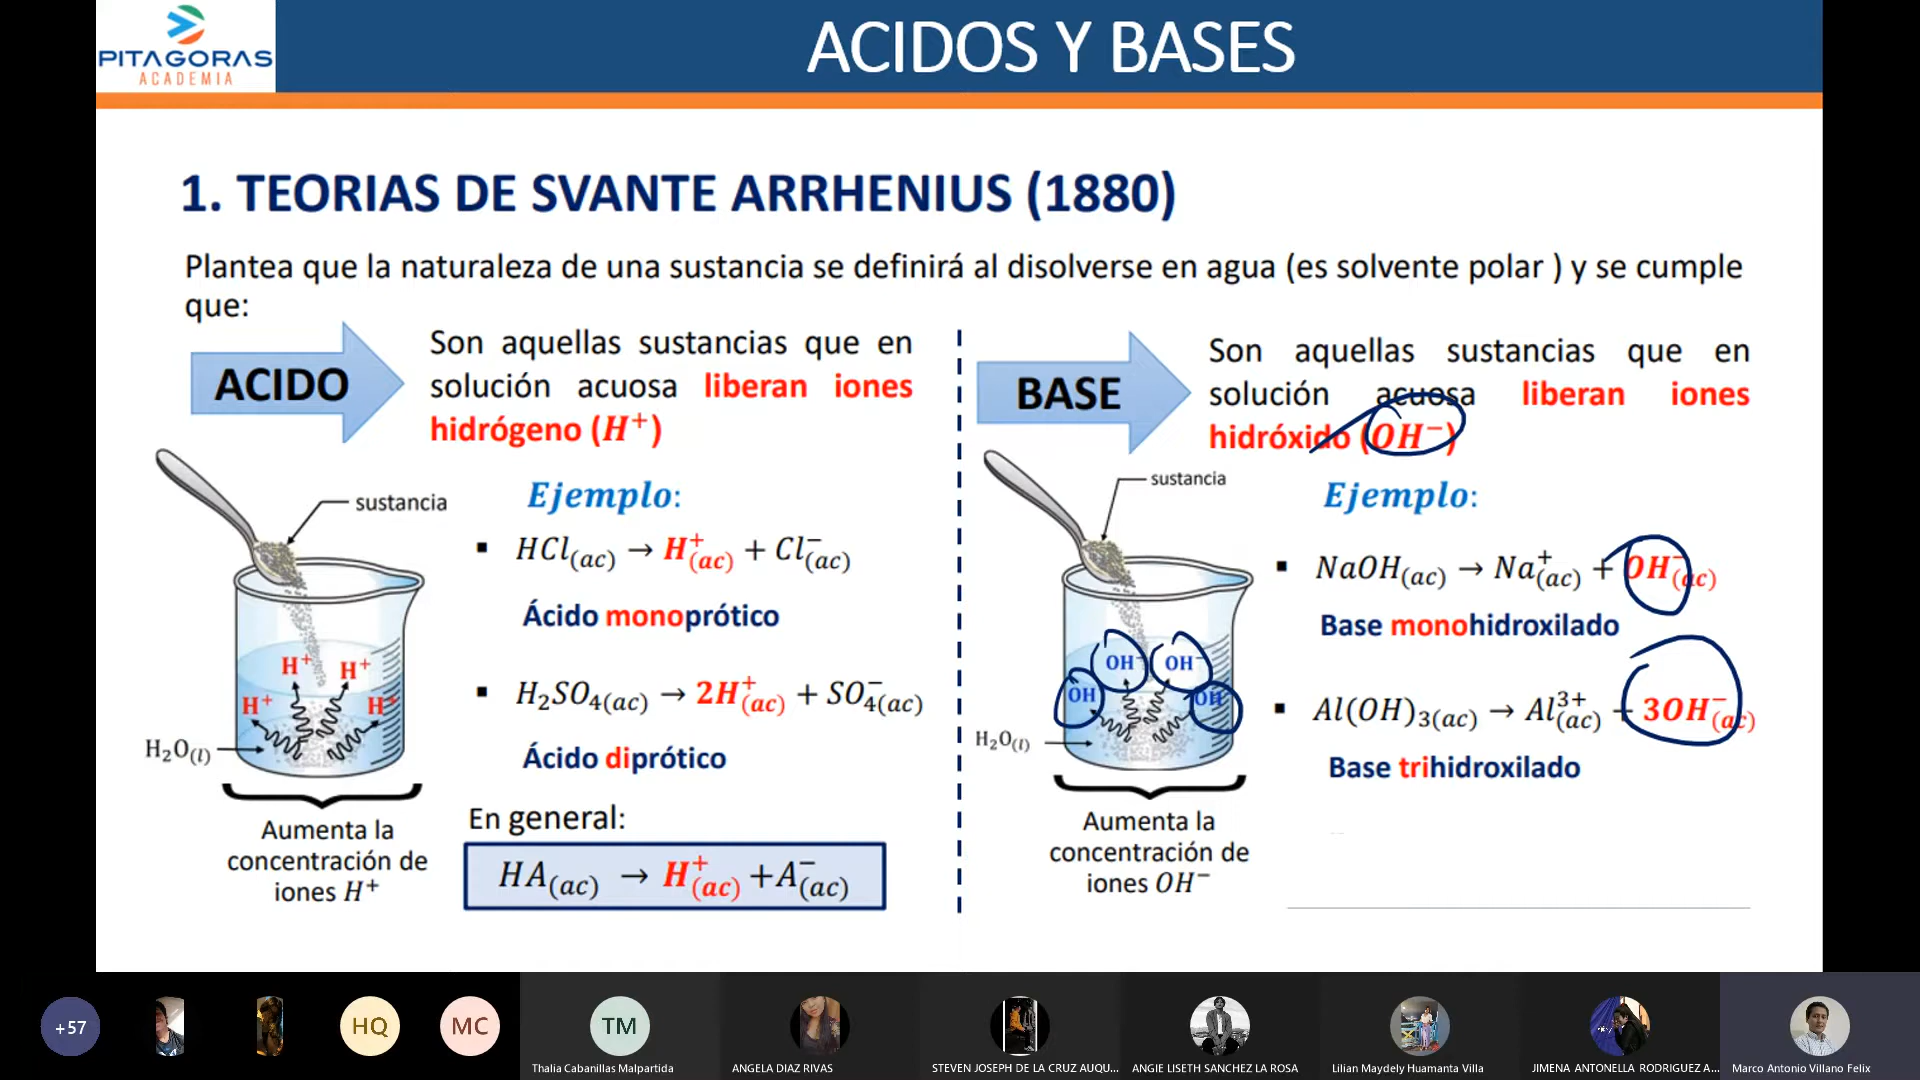 PITAGORAS
ACADEMIA
ACIDOS Y BASES
1. TEORIAS DE SVANTE ARRHENIUS (1880)
Plantea que la naturaleza de una sustancia se definirá al disolverse en agua (es solvente polar ) y se cumple
que:
ACIDO
Son aquellas sustancias que en
solución acuosa liberan iones
hidrógeno (H⁺)
sustancia
Ejemplo:
▪ HCl(ac) → H⁺(ac) + Cl⁻(ac)
Ácido monoprótico
H⁺ H⁺
H⁺ H⁺
▪ H₂SO₄(ac) → 2H⁺(ac) + SO₄⁻(ac)
H₂O(l)
Ácido diprótico
Aumenta la
concentración de
iones H⁺
En general:
HA(ac) → H⁺(ac) +A⁻(ac)
BASE
Son aquellas sustancias que en
solución acuosa liberan iones
hidróxido (OH⁻)
sustancia
Ejemplo:
▪ NaOH(ac) → Na⁺(ac) + OH⁻(ac)
Base monohidroxilado
OH⁻ OH⁻
OH OH⁻
▪ Al(OH)₃(ac) → Al³⁺(ac) + 3OH⁻(ac)
H₂O(l)
Base trihidroxilado
Aumenta la
concentración de
iones OH⁻
+57
HQ
MC
TM
Thalia Cabanillas Malpartida
ANGELA DIAZ RIVAS
STEVEN JOSEPH DE LA CRUZ AUQU...
ANGIE LISETH SANCHEZ LA ROSA
Lilian Maydely Huamanta Villa
JIMENA ANTONELLA RODRIGUEZ A...
Marco Antonio Villano Felix